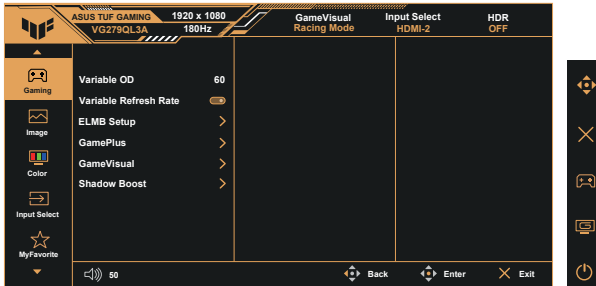 ASUS TUF GAMING 1920 x 1080
VG279QL3A 180Hz
GameVisual
Racing Mode
Input Select
HDMI-2
HDR
OFF
Gaming
Image
Color
Input Select
MyFavorite
Variable OD 60
Variable Refresh Rate
ELMB Setup
GamePlus
GameVisual
Shadow Boost
50
Back Enter Exit